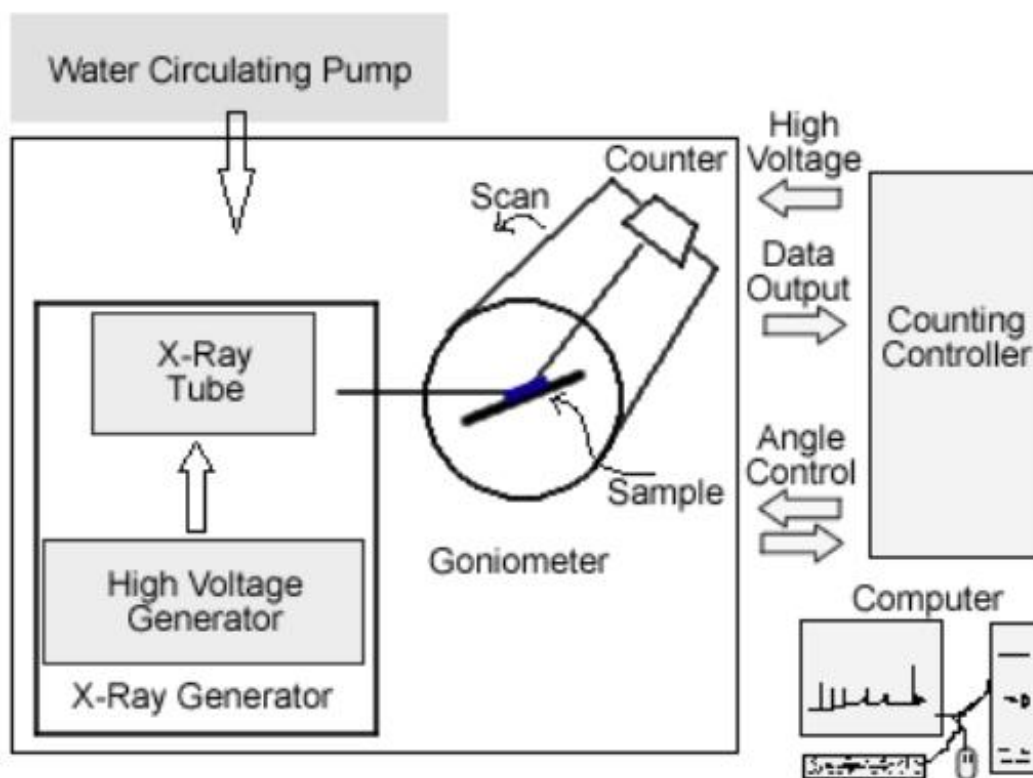 Water Circulating Pump
High
Voltage
Counter
Scan
Data
Output
Counting
Controller
X-Ray
Tube
Angle
Control
Sample
Goniometer
High Voltage
Generator
X-Ray Generator
Computer